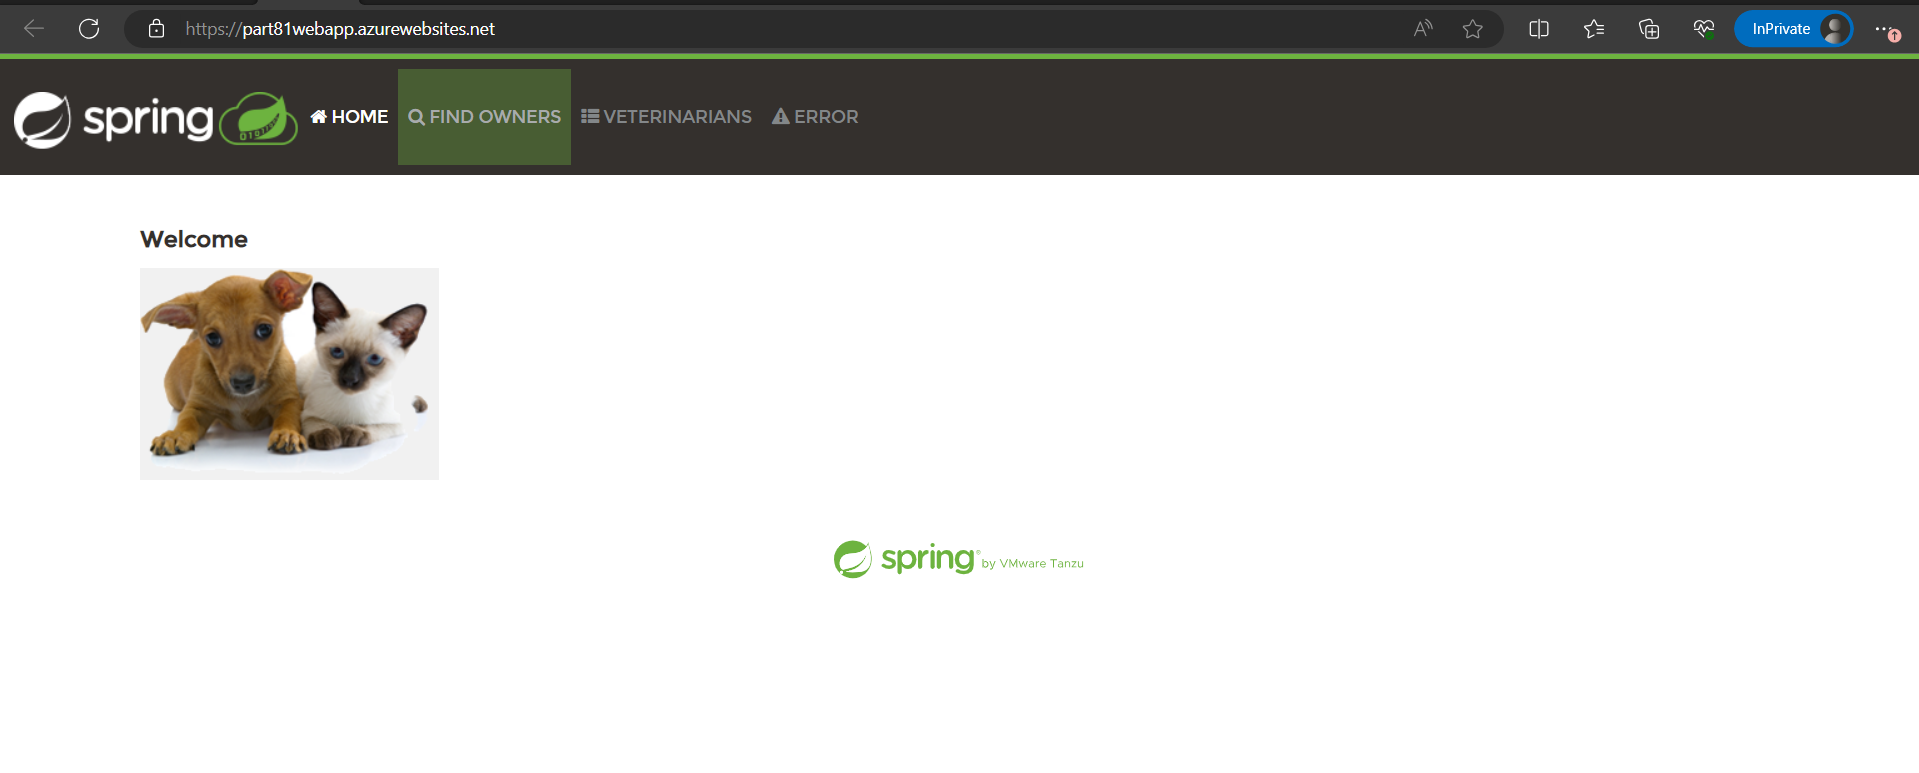 https://part81webapp.azurewebsites.net
InPrivate
spring HOME FIND OWNERS VETERINARIANS ERROR
Welcome
spring® by VMware Tanzu